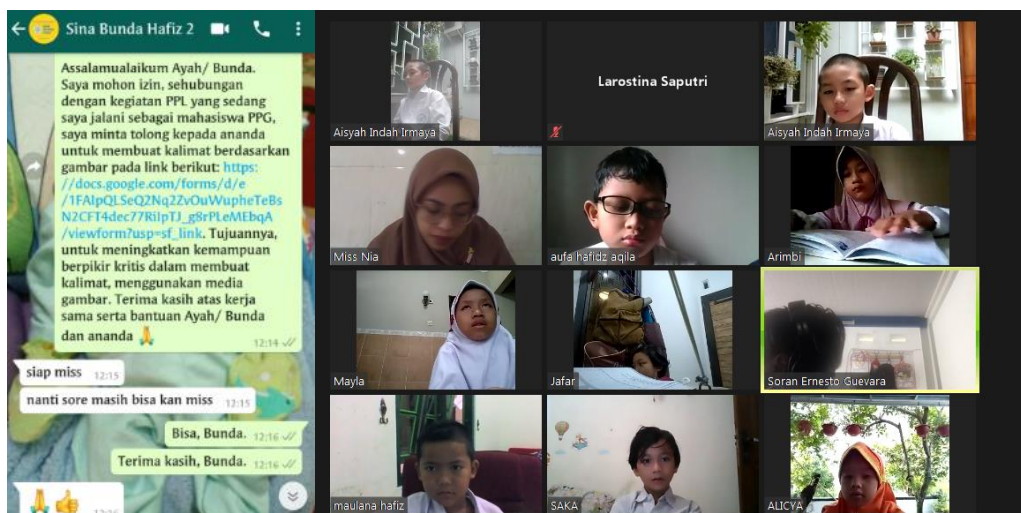 Sina Bunda Hafiz 2
Assalamualaikum Ayah/ Bunda.
Saya mohon izin, sehubungan
dengan kegiatan PPL yang sedang
saya jalani sebagai mahasiswa PPG,
saya minta tolong kepada ananda
untuk membuat kalimat berdasarkan
gambar pada link berikut: https:
//docs.google.com/forms/d/e
/1FAIpQLSeQ2Nq2ZvOuWupheTeBs
N2CFT4dec77RilpTJ_g8rPLeMEbqA
/viewform?usp=sf_link. Tujuannya,
untuk meningkatkan kemampuan
berpikir kritis dalam membuat
kalimat, menggunakan media
gambar. Terima kasih atas kerja
sama serta bantuan Ayah/ Bunda
dan ananda 🙏
12:14
siap miss 12:15
nanti sore masih bisa kan miss 12:15
Bisa, Bunda. 12:16
Terima kasih, Bunda. 12:16
Aisyah Indah Irmaya
Larostina Saputri
Aisyah Indah Irmaya
Miss Nia
aufa hafidz aqila
Arimbi
Mayla
Jafar
Soran Ernesto Guevara
maulana hafiz
SAKA
ALICYA